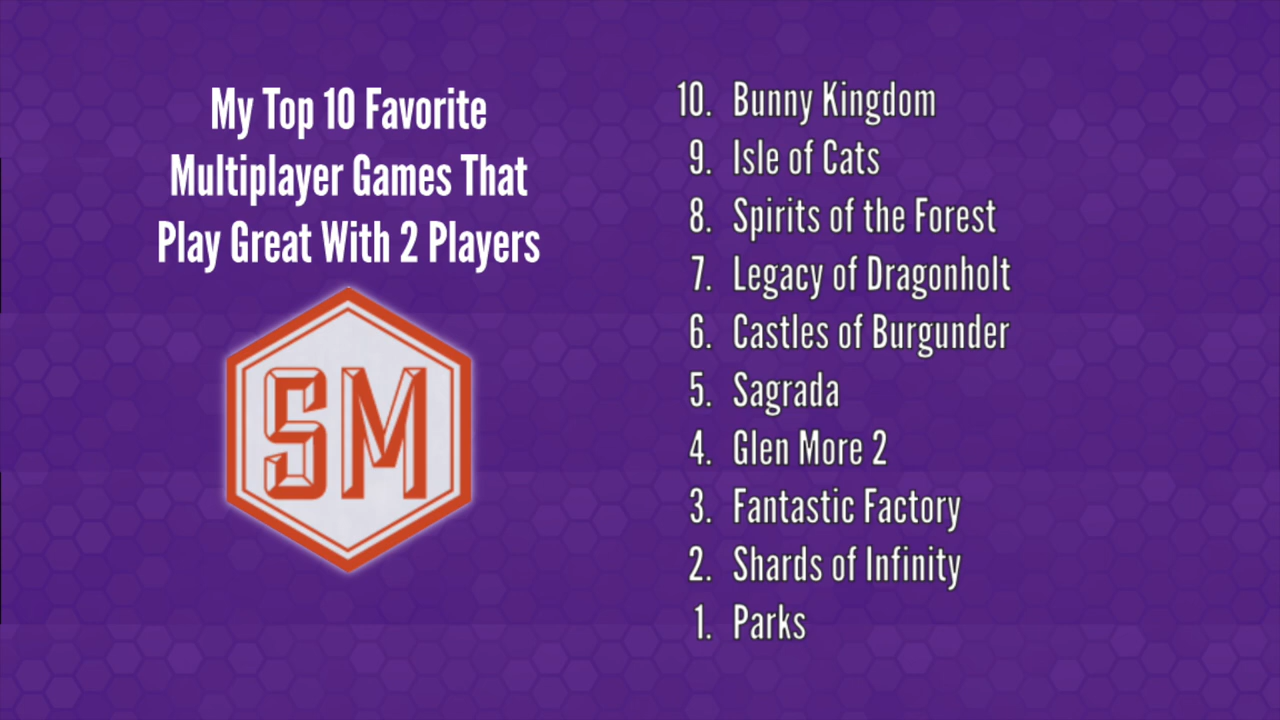 My Top 10 Favorite
Multiplayer Games That
Play Great With 2 Players
SM
10. Bunny Kingdom
9. Isle of Cats
8. Spirits of the Forest
7. Legacy of Dragonholt
6. Castles of Burgunder
5. Sagrada
4. Glen More 2
3. Fantastic Factory
2. Shards of Infinity
1. Parks